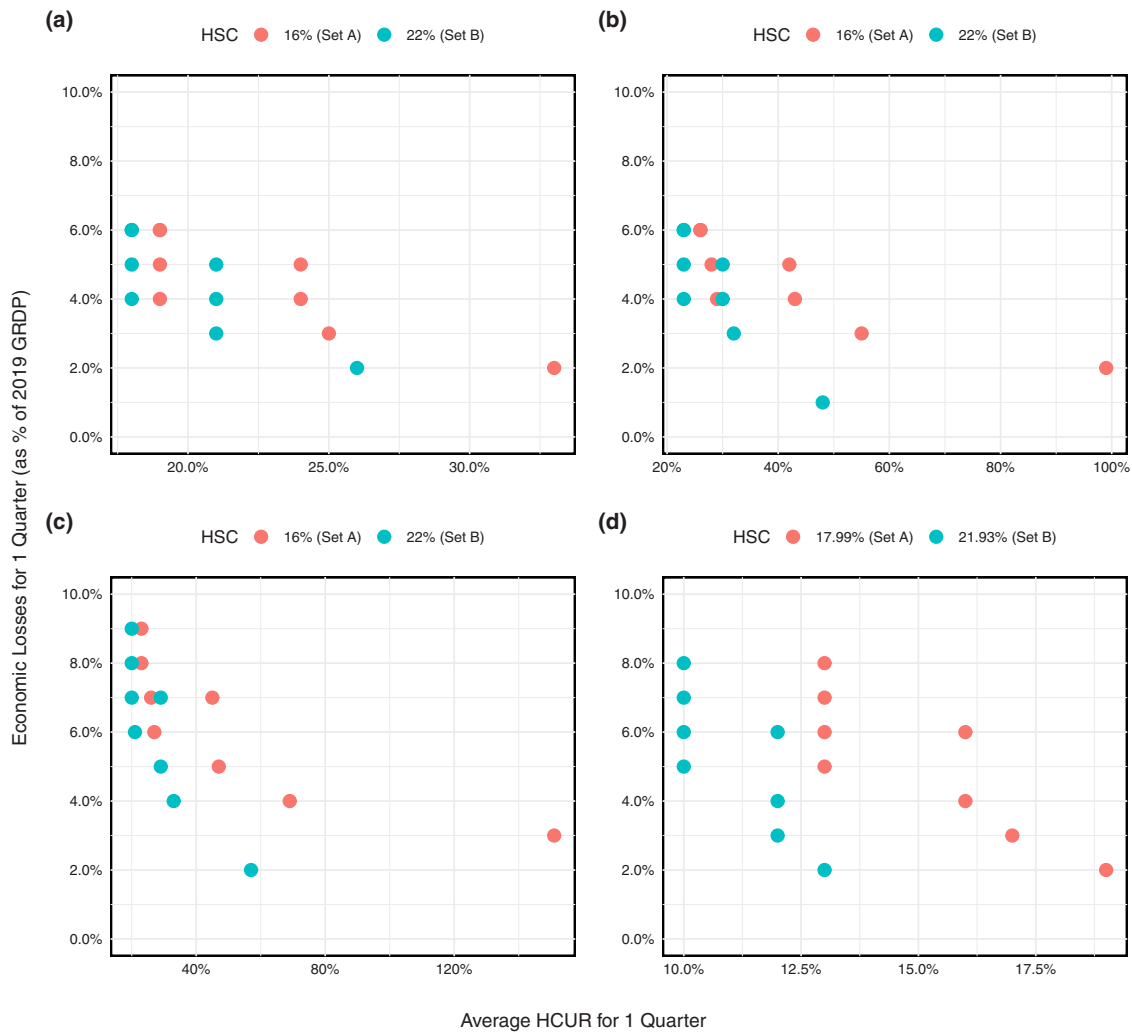 (a)
HSC 16% (Set A) 22% (Set B)
10.0%
8.0%
6.0%
4.0%
2.0%
0.0%
20.0% 25.0% 30.0%
(b)
HSC 16% (Set A) 22% (Set B)
10.0%
8.0%
6.0%
4.0%
2.0%
0.0%
20% 40% 60% 80% 100%
(c)
HSC 16% (Set A) 22% (Set B)
10.0%
8.0%
6.0%
4.0%
2.0%
0.0%
40% 80% 120%
(d)
HSC 17.99% (Set A) 21.93% (Set B)
10.0%
8.0%
6.0%
4.0%
2.0%
0.0%
10.0% 12.5% 15.0% 17.5%
Economic Losses for 1 Quarter (as % of 2019 GRDP)
Average HCUR for 1 Quarter